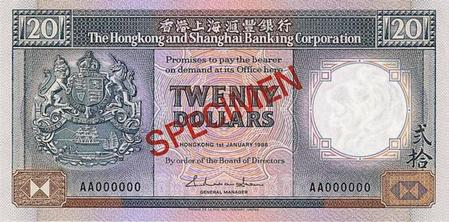 20 香港上海滙豐銀行 20
The Hongkong and Shanghai Banking Corporation
Promises to pay the bearer
on demand at its Office here
TWENTY
DOLLARS
SPECIMEN
HONGKONG 1st JANUARY 1986
By order of the Board of Directors
GENERAL MANAGER
貳拾
AA000000 AA000000